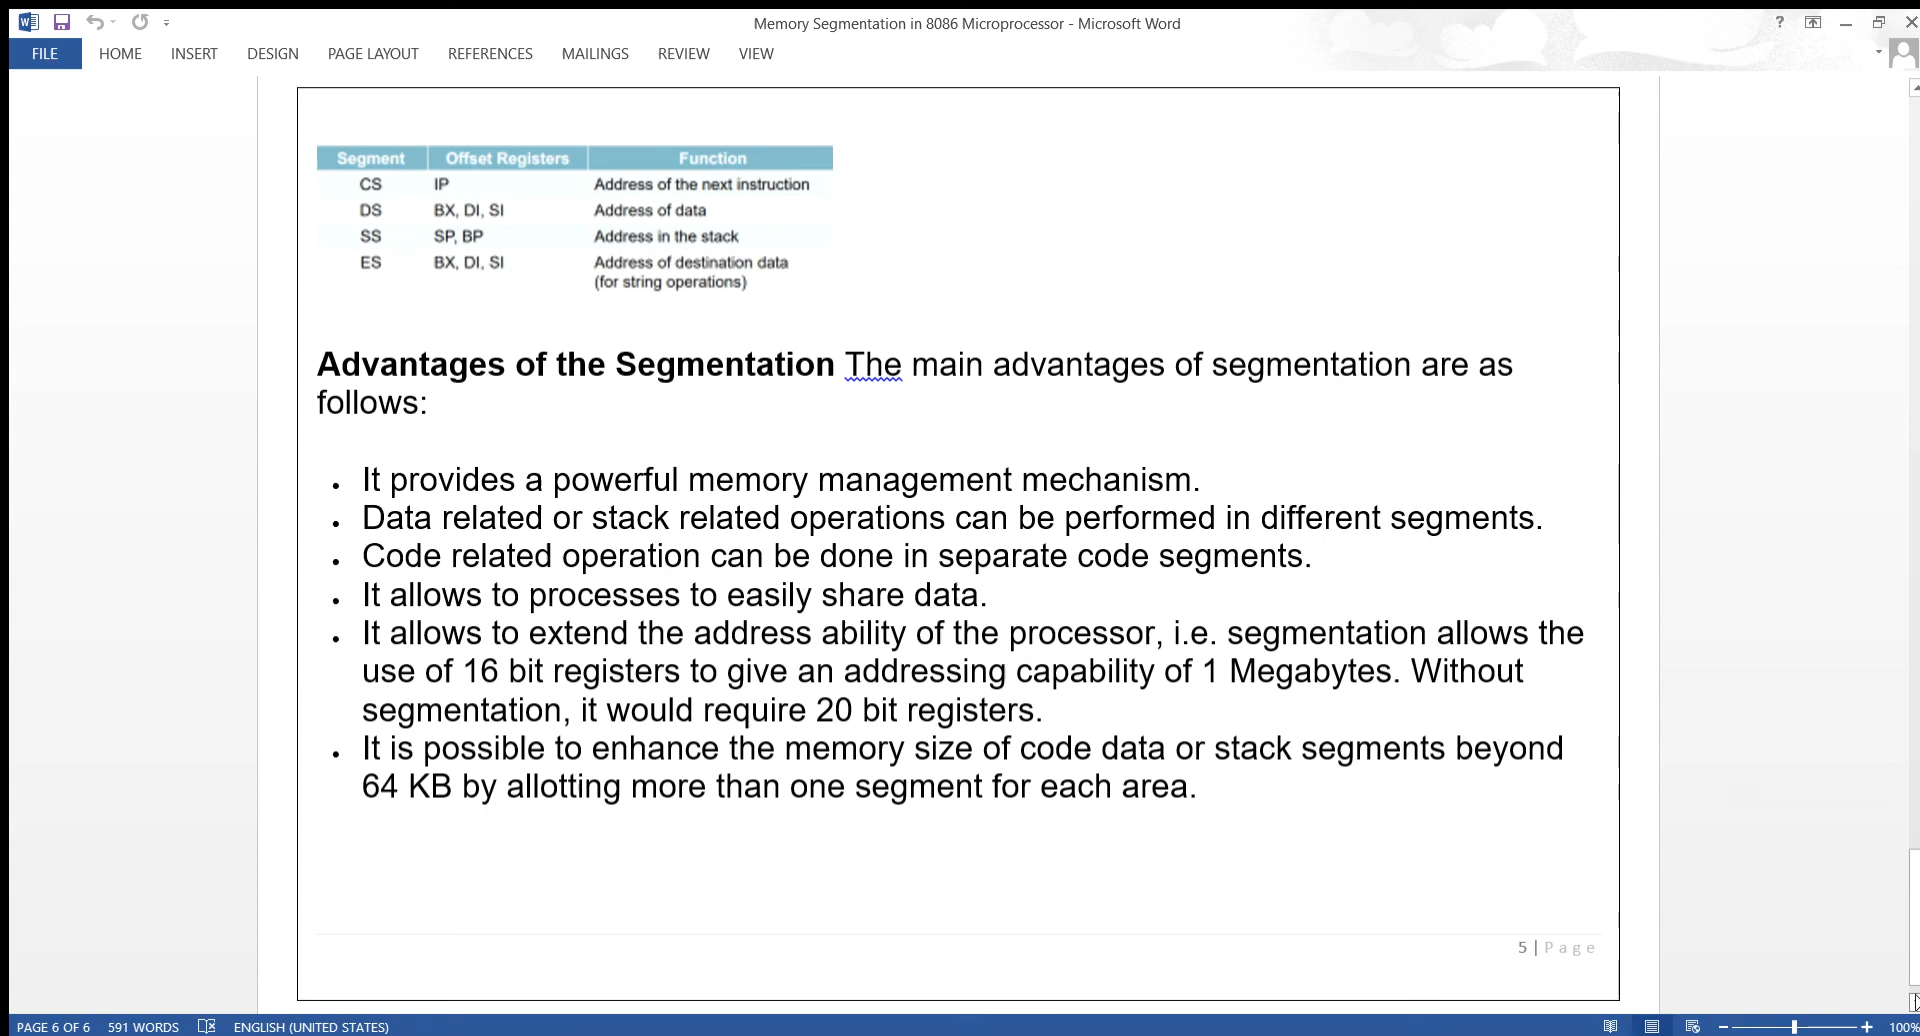 Memory Segmentation in 8086 Microprocessor - Microsoft Word
?
FILE HOME INSERT DESIGN PAGE LAYOUT REFERENCES MAILINGS REVIEW VIEW
Segment Offset Registers Function
CS IP Address of the next instruction
DS BX, DI, SI Address of data
SS SP, BP Address in the stack
ES BX, DI, SI Address of destination data
(for string operations)
Advantages of the Segmentation The main advantages of segmentation are as
follows:
• It provides a powerful memory management mechanism.
• Data related or stack related operations can be performed in different segments.
• Code related operation can be done in separate code segments.
• It allows to processes to easily share data.
• It allows to extend the address ability of the processor, i.e. segmentation allows the
use of 16 bit registers to give an addressing capability of 1 Megabytes. Without
segmentation, it would require 20 bit registers.
• It is possible to enhance the memory size of code data or stack segments beyond
64 KB by allotting more than one segment for each area.
5 | Page
PAGE 6 OF 6 591 WORDS ENGLISH (UNITED STATES) 100%